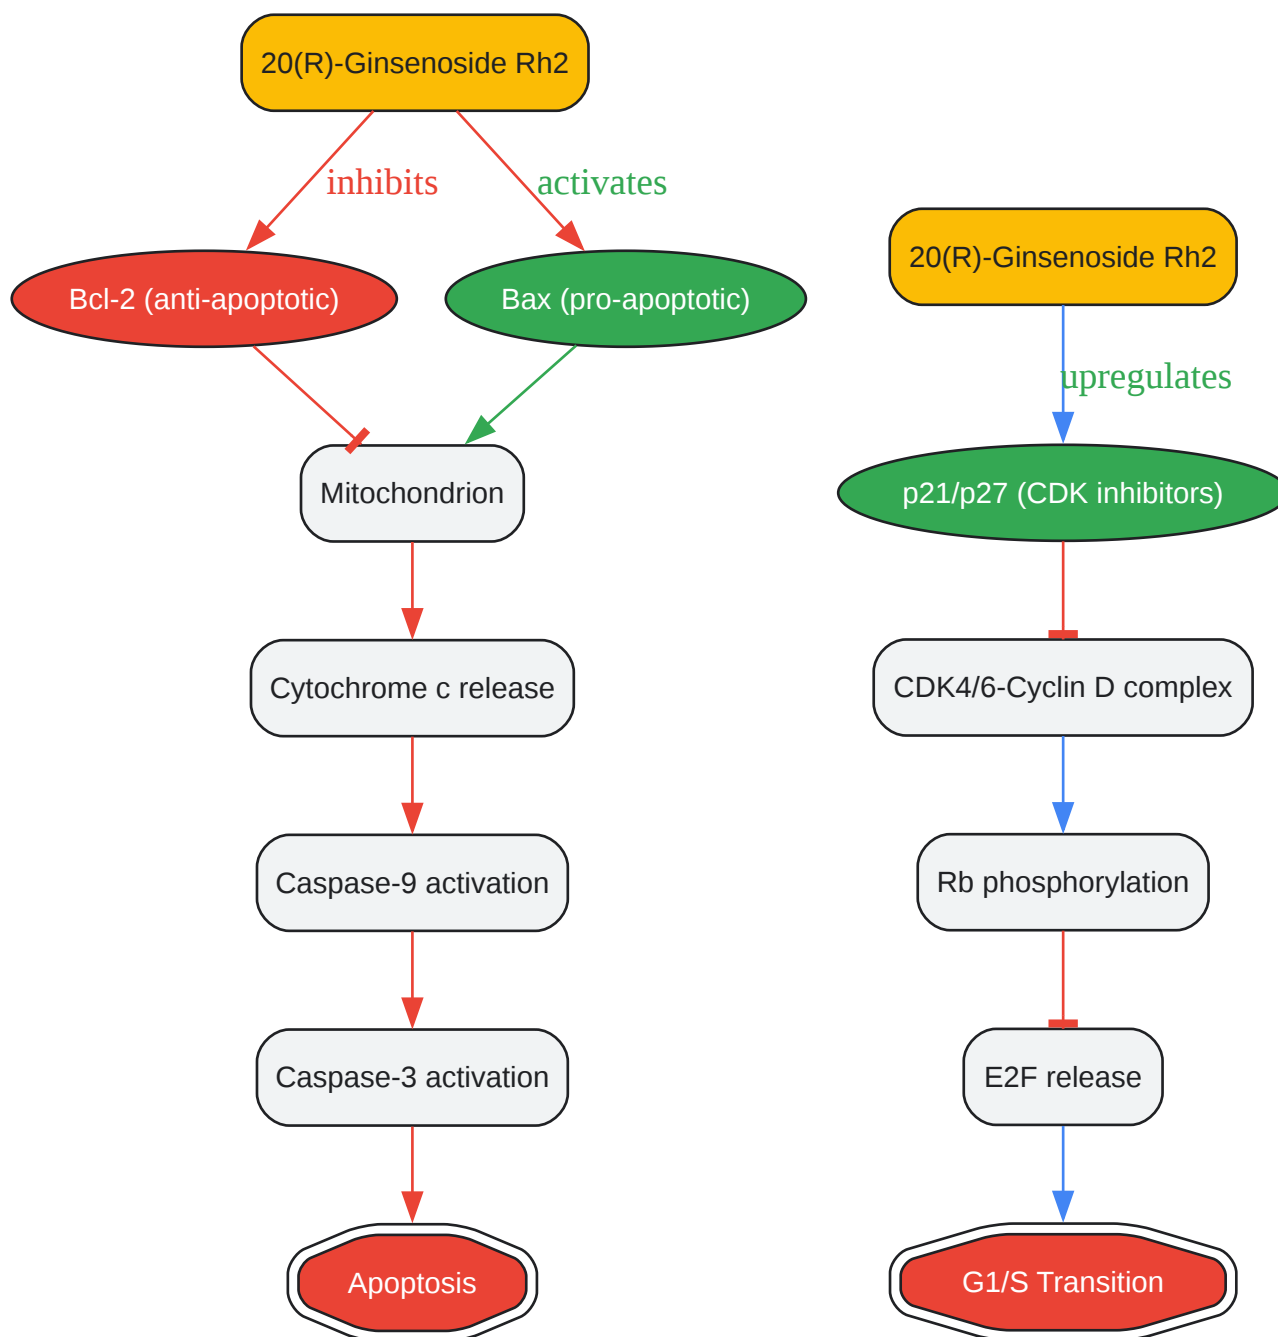 20(R)-Ginsenoside Rh2
inhibits
activates
Bcl-2 (anti-apoptotic)
Bax (pro-apoptotic)
Mitochondrion
Cytochrome c release
Caspase-9 activation
Caspase-3 activation
Apoptosis
20(R)-Ginsenoside Rh2
upregulates
p21/p27 (CDK inhibitors)
CDK4/6-Cyclin D complex
Rb phosphorylation
E2F release
G1/S Transition